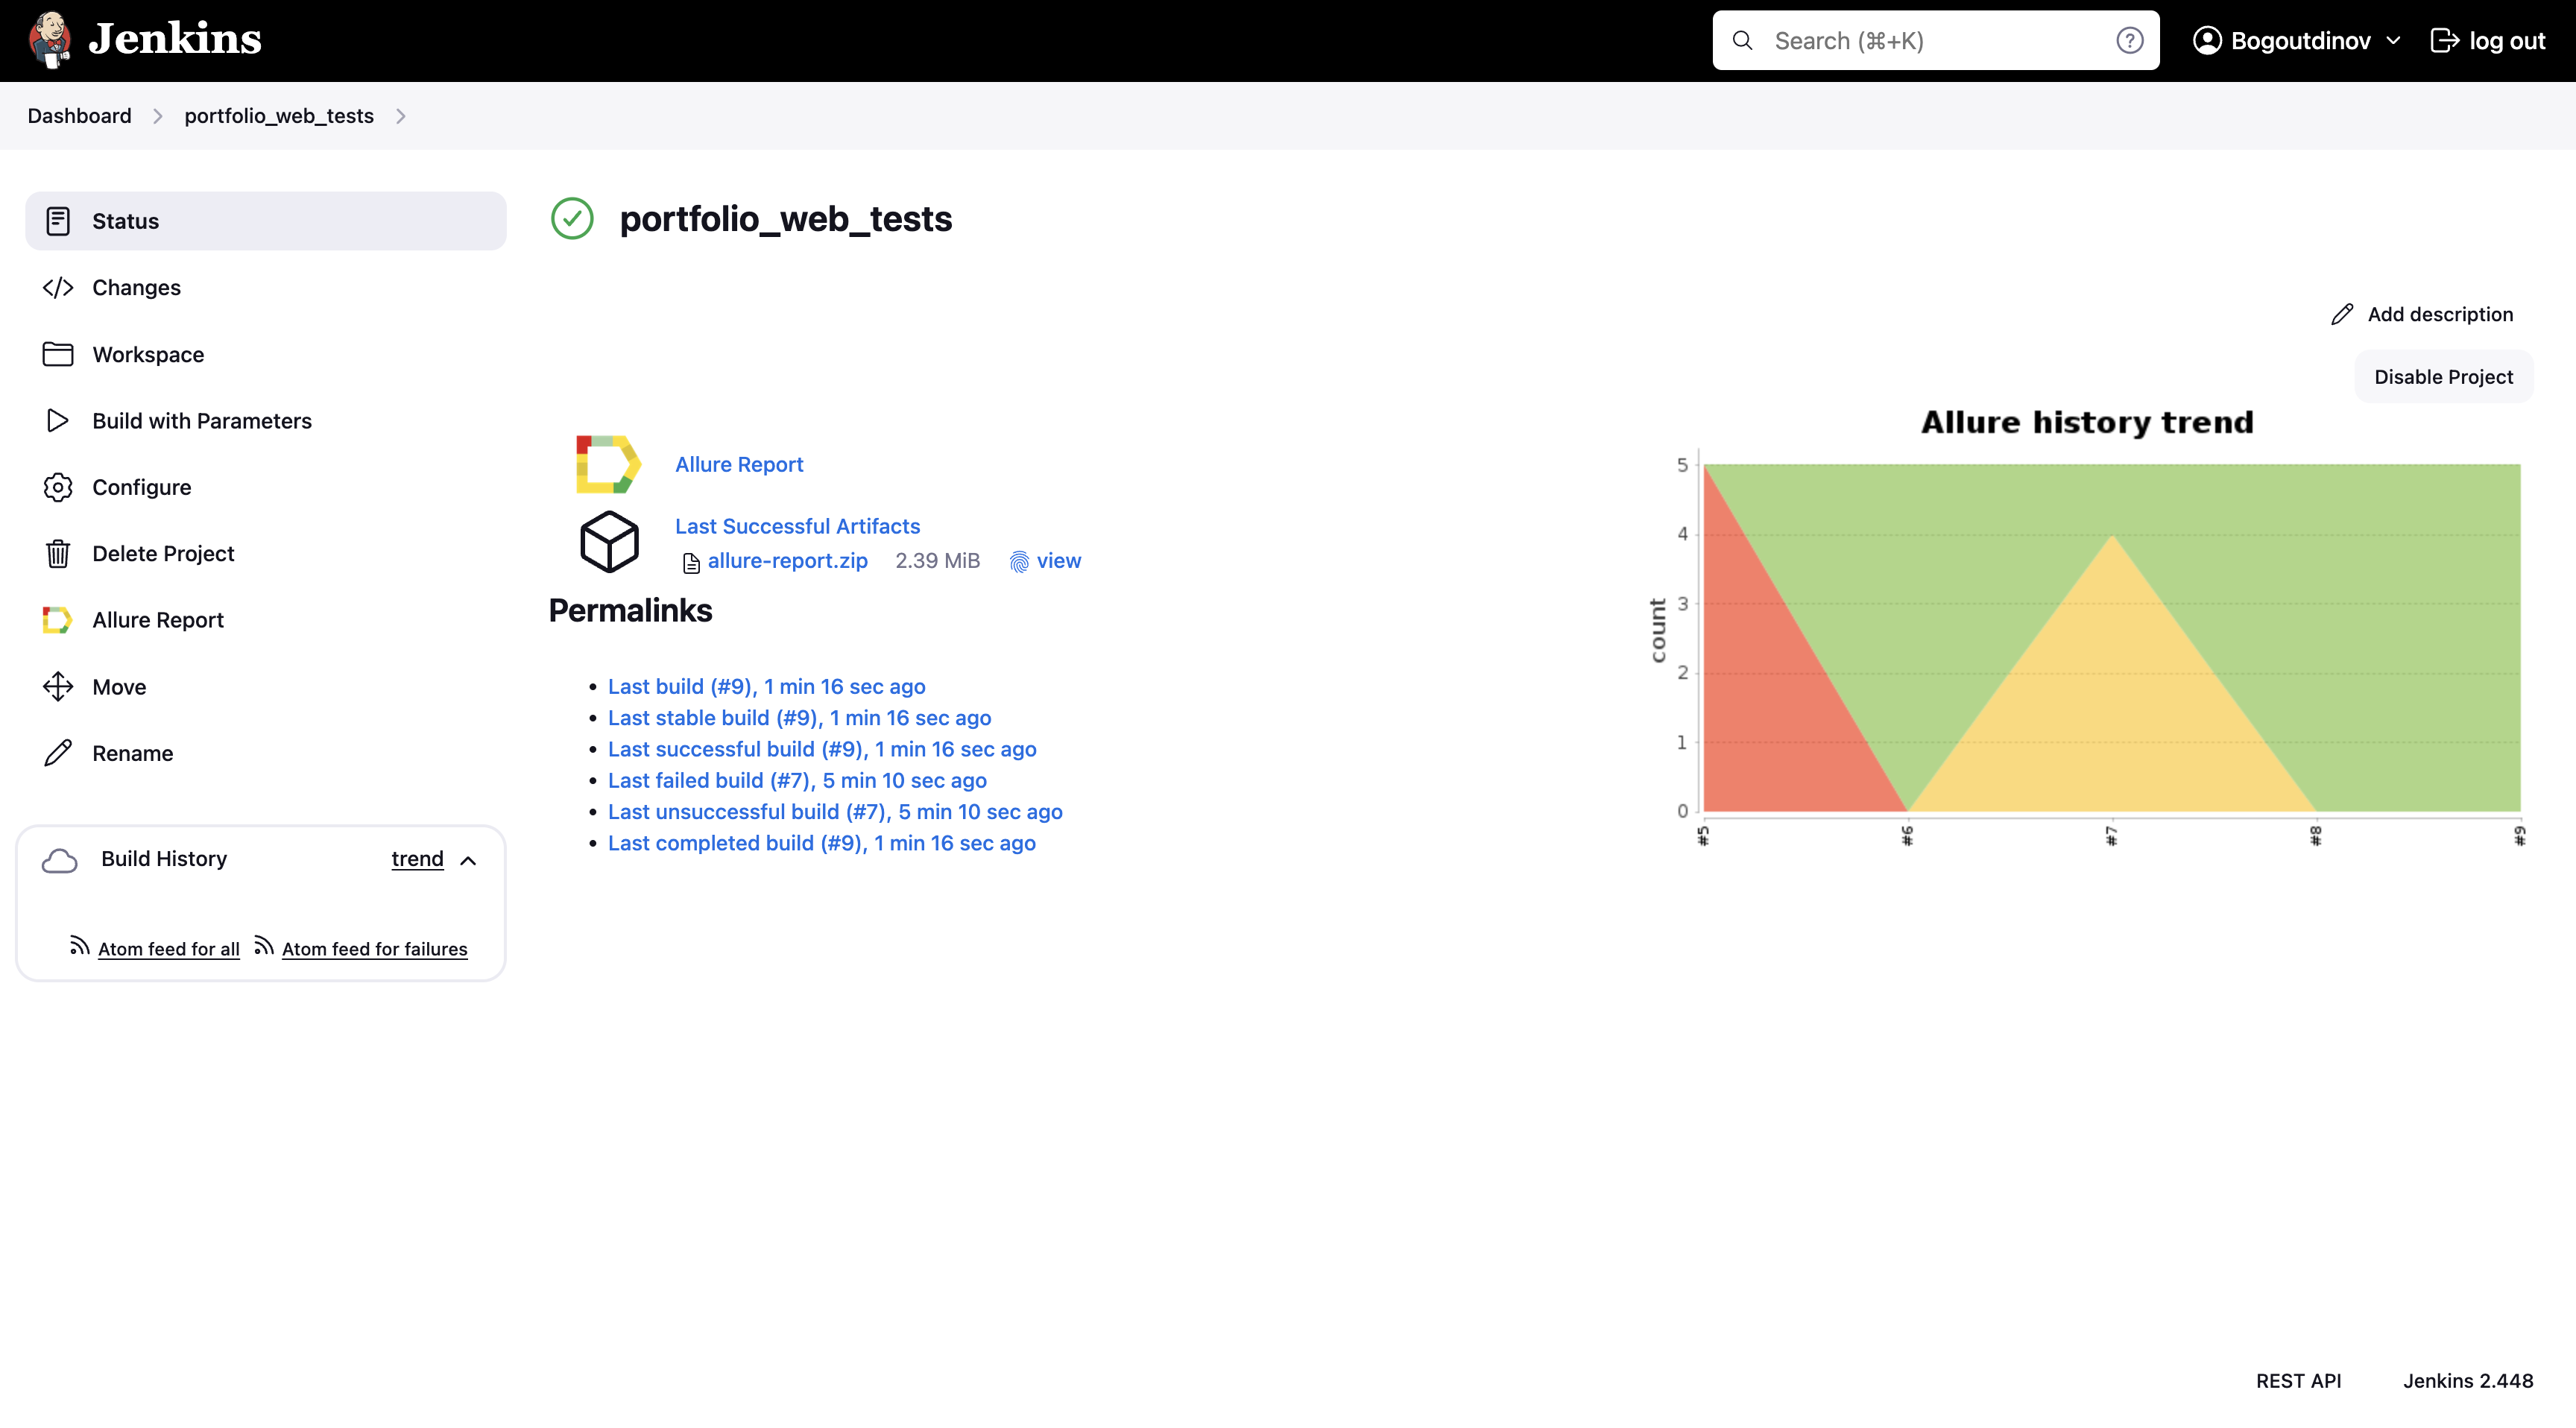 Jenkins
Search (⌘+K)
Bogoutdinov
log out
Dashboard
portfolio_web_tests
Status
Changes
Workspace
Build with Parameters
Configure
Delete Project
Allure Report
Move
Rename
Build History
trend
Atom feed for all
Atom feed for failures
portfolio_web_tests
Add description
Disable Project
Allure Report
Last Successful Artifacts
allure-report.zip 2.39 MiB view
Permalinks
Last build (#9), 1 min 16 sec ago
Last stable build (#9), 1 min 16 sec ago
Last successful build (#9), 1 min 16 sec ago
Last failed build (#7), 5 min 10 sec ago
Last unsuccessful build (#7), 5 min 10 sec ago
Last completed build (#9), 1 min 16 sec ago
Allure history trend
count
5
4
3
2
1
0
#5 #6 #7 #8 #9
REST API
Jenkins 2.448